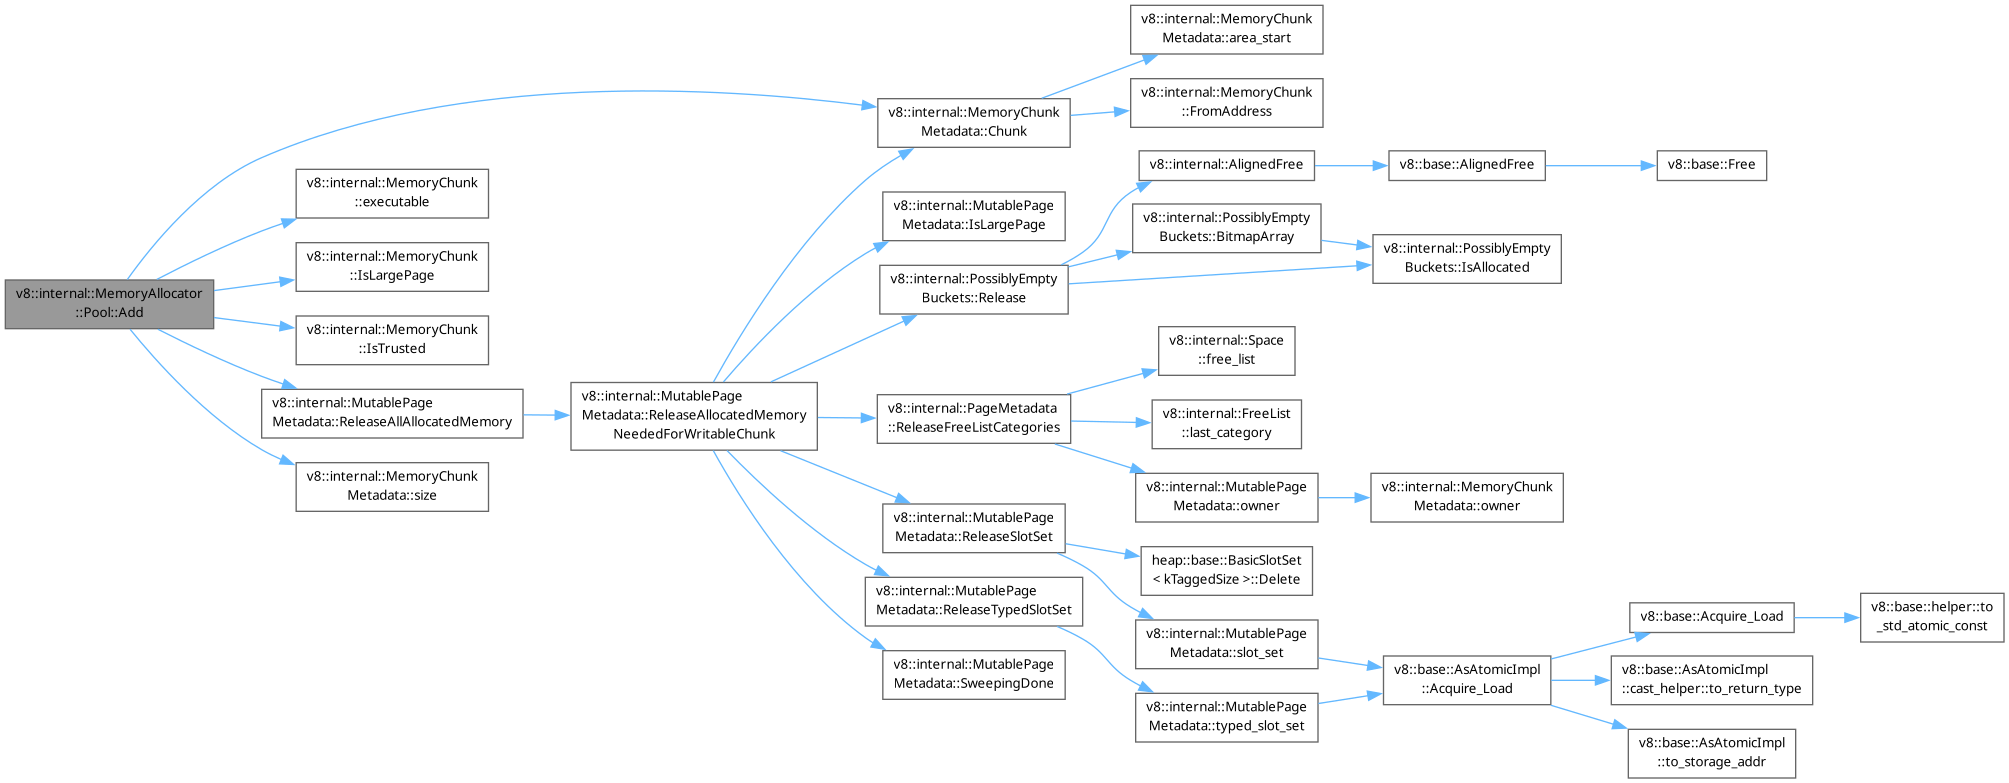 v8::internal::MemoryAllocator
::Pool::Add
v8::internal::MemoryChunk
Metadata::Chunk
v8::internal::MemoryChunk
::executable
v8::internal::MemoryChunk
::IsLargePage
v8::internal::MemoryChunk
::IsTrusted
v8::internal::MutablePage
Metadata::ReleaseAllAllocatedMemory
v8::internal::MemoryChunk
Metadata::size
v8::internal::MutablePage
Metadata::ReleaseAllocatedMemory
NeededForWritableChunk
v8::internal::MemoryChunk
Metadata::area_start
v8::internal::MemoryChunk
::FromAddress
v8::internal::MutablePage
Metadata::IsLargePage
v8::internal::PossiblyEmpty
Buckets::Release
v8::internal::AlignedFree
v8::base::AlignedFree
v8::base::Free
v8::internal::PossiblyEmpty
Buckets::BitmapArray
v8::internal::PossiblyEmpty
Buckets::IsAllocated
v8::internal::PageMetadata
::ReleaseFreeListCategories
v8::internal::Space
::free_list
v8::internal::FreeList
::last_category
v8::internal::MutablePage
Metadata::owner
v8::internal::MemoryChunk
Metadata::owner
v8::internal::MutablePage
Metadata::ReleaseSlotSet
heap::base::BasicSlotSet
< kTaggedSize >::Delete
v8::internal::MutablePage
Metadata::slot_set
v8::internal::MutablePage
Metadata::ReleaseTypedSlotSet
v8::internal::MutablePage
Metadata::typed_slot_set
v8::internal::MutablePage
Metadata::SweepingDone
v8::base::AsAtomicImpl
::Acquire_Load
v8::base::Acquire_Load
v8::base::helper::to
_std_atomic_const
v8::base::AsAtomicImpl
::cast_helper::to_return_type
v8::base::AsAtomicImpl
::to_storage_addr